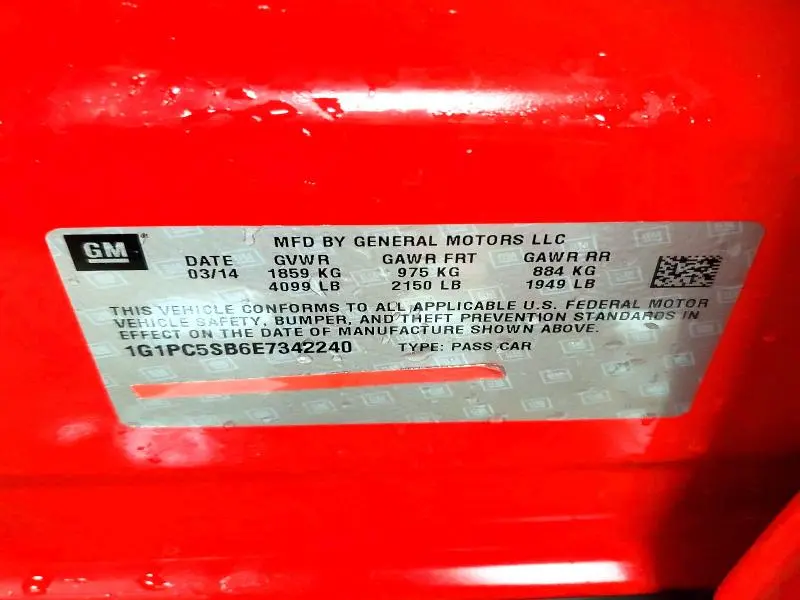 GM
MFD BY GENERAL MOTORS LLC
DATE GVWR GAWR FRT GAWR RR
03/14 1859 KG 975 KG 884 KG
4099 LB 2150 LB 1949 LB
THIS VEHICLE CONFORMS TO ALL APPLICABLE U.S. FEDERAL MOTOR
VEHICLE SAFETY, BUMPER, AND THEFT PREVENTION STANDARDS IN
EFFECT ON THE DATE OF MANUFACTURE SHOWN ABOVE.
1G1PC5SB6E7342240 TYPE: PASS CAR